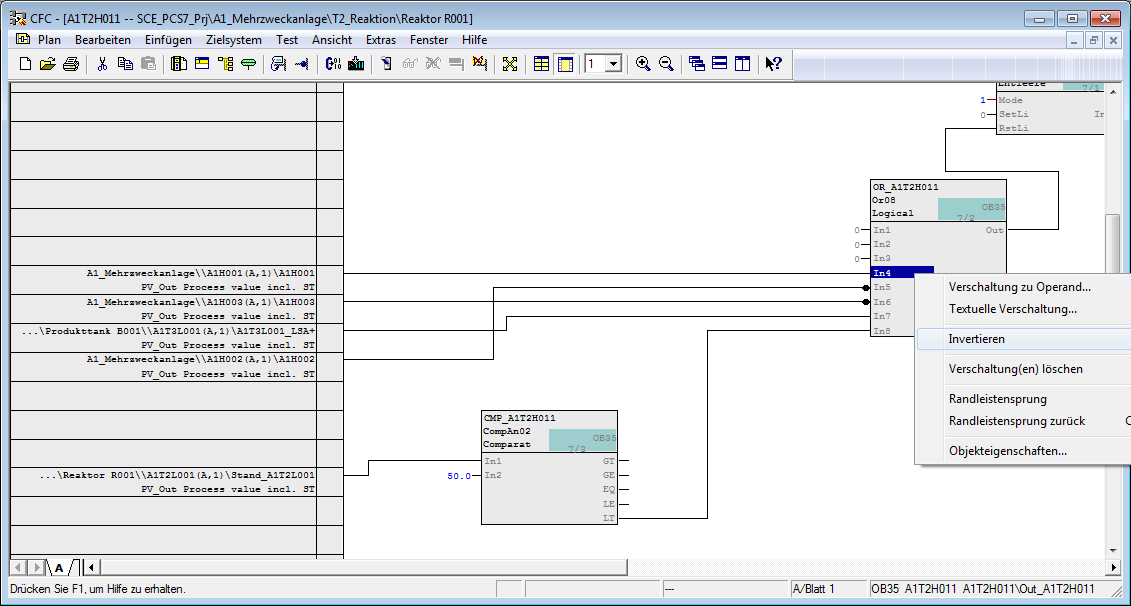 CFC - [A1T2H011 -- SCE_PCS7_Prj\A1_Mehrzweckanlage\T2_Reaktion\Reaktor R001]
Plan Bearbeiten Einfügen Zielsystem Test Ansicht Extras Fenster Hilfe
1
7/1
1 Mode
0 SetLi In
RstLi
OR_A1T2H011
Or08 OB35
Logical 7/2
0 In1 Out
0 In2
0 In3
A1_Mehrzweckanlage\\A1H001(A,1)\A1H001 In4
PV_Out Process value incl. ST In5
A1_Mehrzweckanlage\\A1H003(A,1)\A1H003 In6
PV_Out Process value incl. ST In7
...\Produkttank B001\\A1T3L001(A,1)\A1T3L001_LSA+ In8
PV_Out Process value incl. ST
A1_Mehrzweckanlage\\A1H002(A,1)\A1H002
PV_Out Process value incl. ST
Verschaltung zu Operand...
Textuelle Verschaltung...
Invertieren
Verschaltung(en) löschen
Randleistensprung
Randleistensprung zurück
Objekteigenschaften...
CMP_A1T2H011
CompAn02 OB35
Comparat 7/3
In1 GT
50.0 In2 GE
EQ
LE
LT
...\Reaktor R001\\A1T2L001(A,1)\Stand_A1T2L001
PV_Out Process value incl. ST
A
Drücken Sie F1, um Hilfe zu erhalten. --- A/Blatt 1 OB35 A1T2H011 A1T2H011\Out_A1T2H011